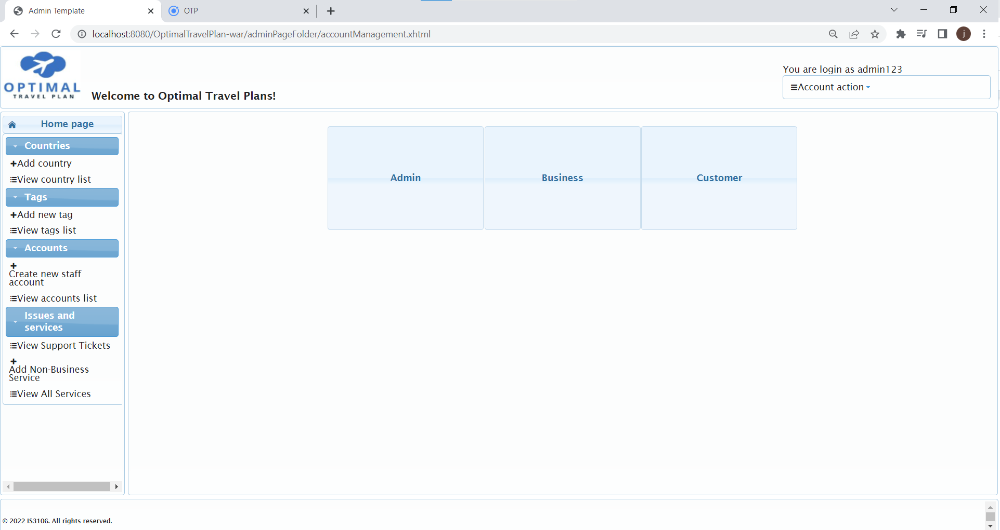 Admin Template
OTP
localhost:8080/OptimalTravelPlan-war/adminPageFolder/accountManagement.xhtml
j
OPTIMAL
TRAVEL PLAN
Welcome to Optimal Travel Plans!
You are login as admin123
Account action
Home page
Countries
Add country
View country list
Tags
Add new tag
View tags list
Accounts
Create new staff
account
View accounts list
Issues and
services
View Support Tickets
Add Non-Business
Service
View All Services
Admin
Business
Customer
© 2022 IS3106. All rights reserved.